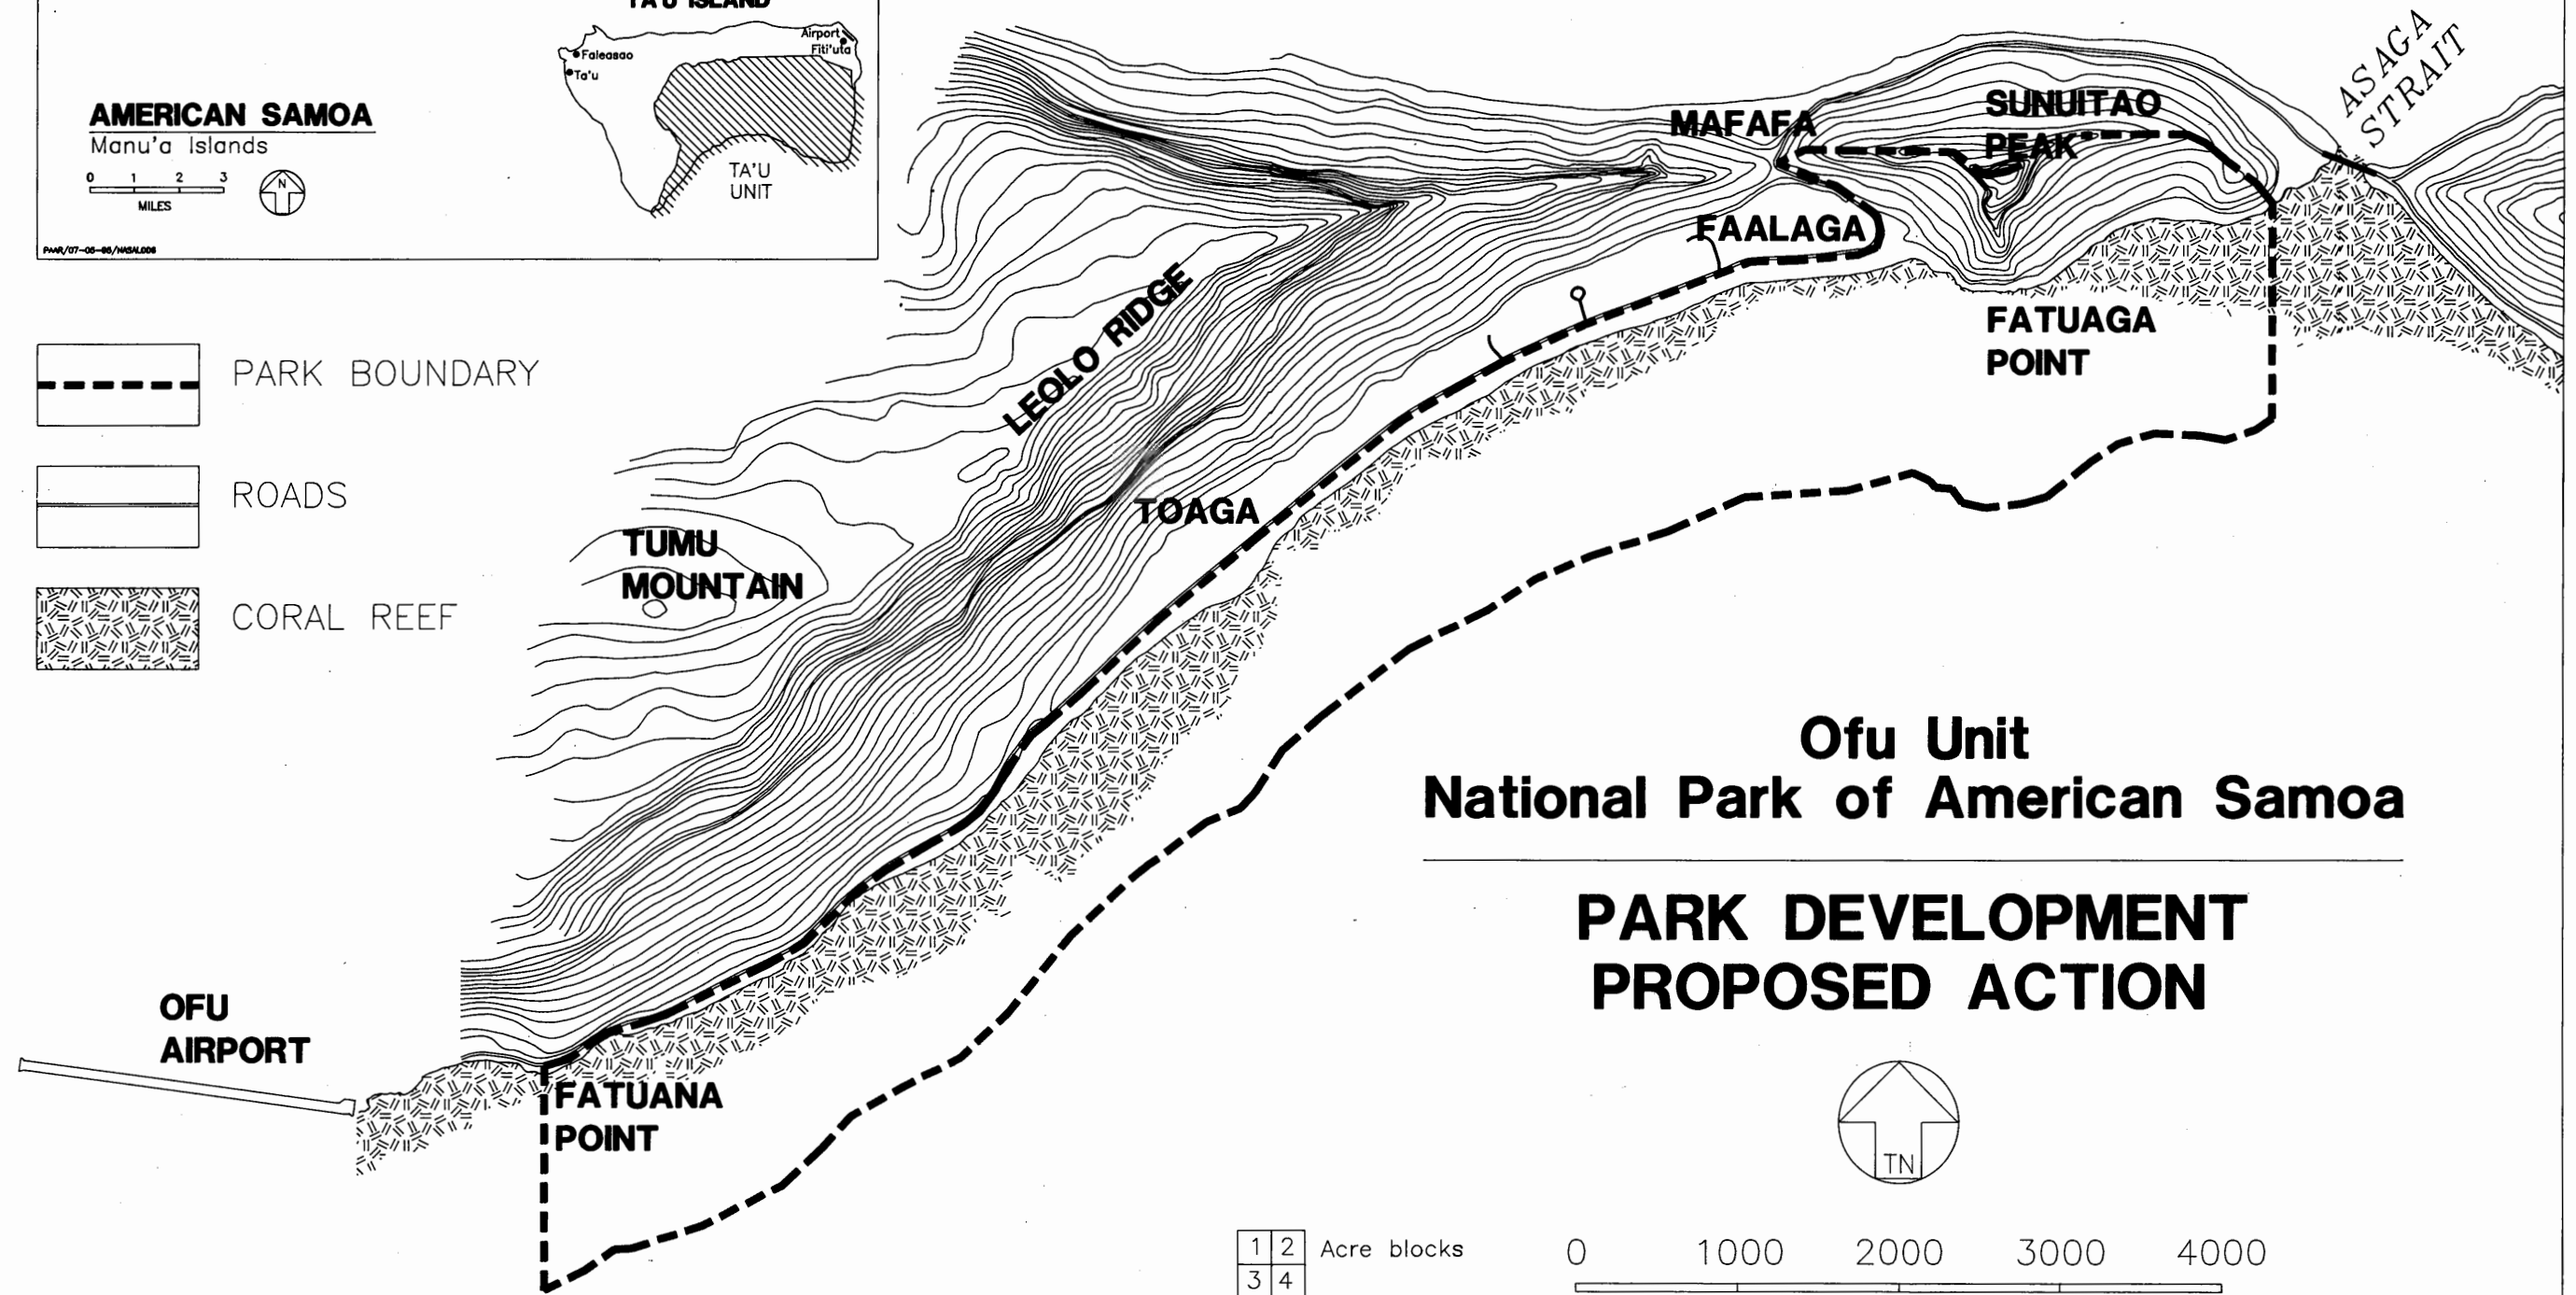 TA'U ISLAND
Airport
Fiti'uta
Faleasao
Ta'u
AMERICAN SAMOA
Manu'a Islands
0 1 2 3
MILES
N
TA'U
UNIT
ASAGA
STRAIT
MAFAFA
SUNUITAO
PEAK
FAALAGA
FATUAGA
POINT
LEOLO RIDGE
PARK BOUNDARY
ROADS
CORAL REEF
TOAGA
TUMU
MOUNTAIN
OFU
AIRPORT
FATUANA
POINT
Ofu Unit
National Park of American Samoa
PARK DEVELOPMENT
PROPOSED ACTION
TN
1 2
3 4
Acre blocks
0 1000 2000 3000 4000